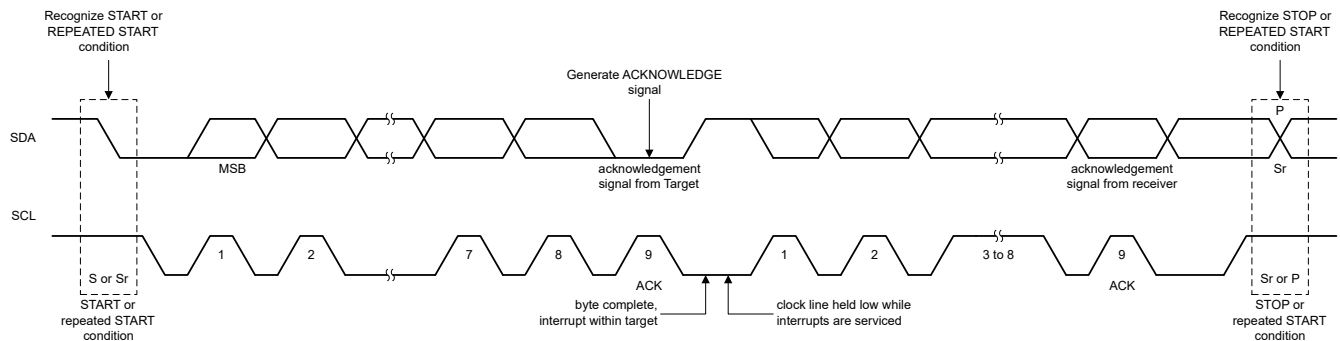 Recognize START or
REPEATED START
condition
Recognize STOP or
REPEATED START
condition
Generate ACKNOWLEDGE
signal
P
SDA
MSB
acknowledgement
signal from Target
acknowledgement
signal from receiver
Sr
SCL
1
2
7
8
9
1
2
3 to 8
9
S or Sr
ACK
ACK
Sr or P
START or
repeated START
condition
byte complete,
interrupt within target
clock line held low while
interrupts are serviced
STOP or
repeated START
condition